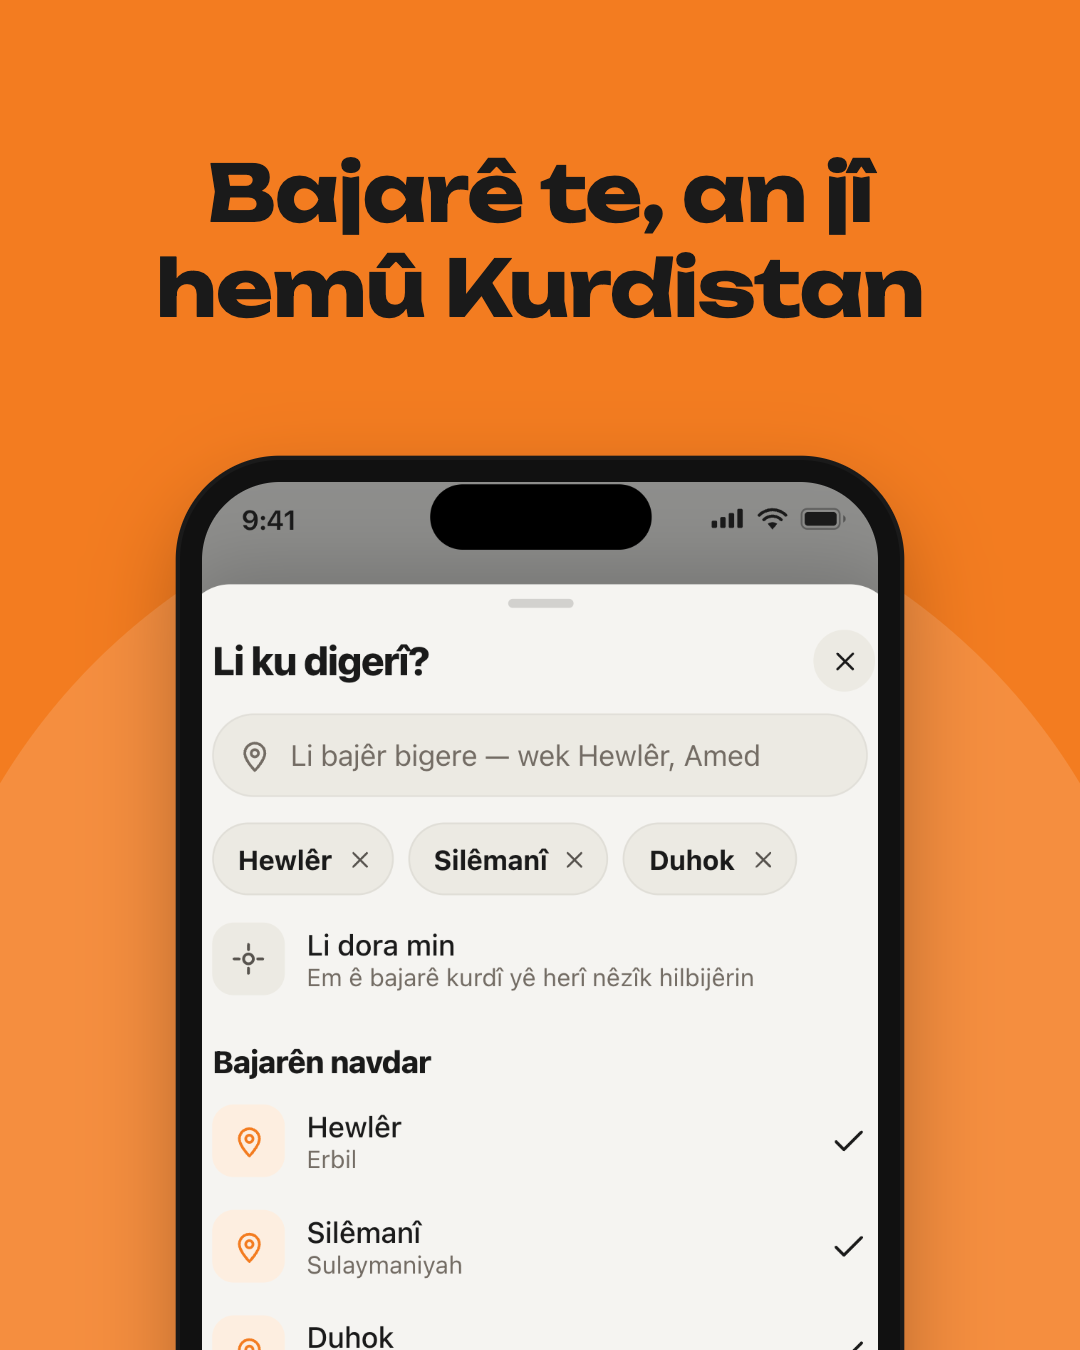 Bajarê te, an jî
hemû Kurdistan
9:41
Li ku digerî?
Li bajêr bigere — wek Hewlêr, Amed
Hewlêr
Silêmanî
Duhok
Li dora min
Em ê bajarê kurdî yê herî nêzîk hilbijêrin
Bajarên navdar
Hewlêr
Erbil
Silêmanî
Sulaymaniyah
Duhok